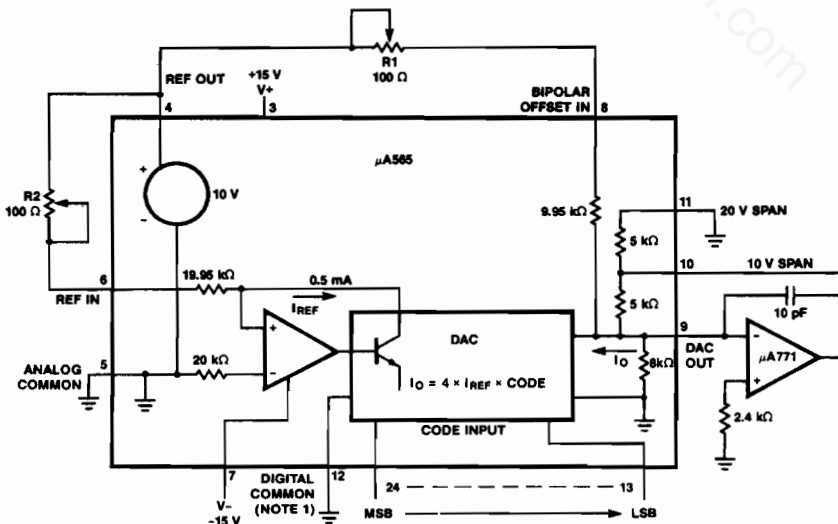 R1
100 Ω
REF OUT
+15 V
V+
4
3
BIPOLAR
OFFSET IN
8
µA565
R2
100 Ω
+
-
10 V
9.95 kΩ
11
20 V SPAN
5 kΩ
10
10 V SPAN
6
REF IN
19.95 kΩ
0.5 mA
IREF
5 kΩ
10 pF
9
DAC
OUT
+
-
DAC
IO
8kΩ
-
µA771
+
ANALOG
COMMON
5
20 kΩ
IO = 4 × IREF × CODE
2.4 kΩ
CODE INPUT
7
V-
-15 V
DIGITAL
COMMON
(NOTE 1)
12
24
13
MSB
LSB
.com